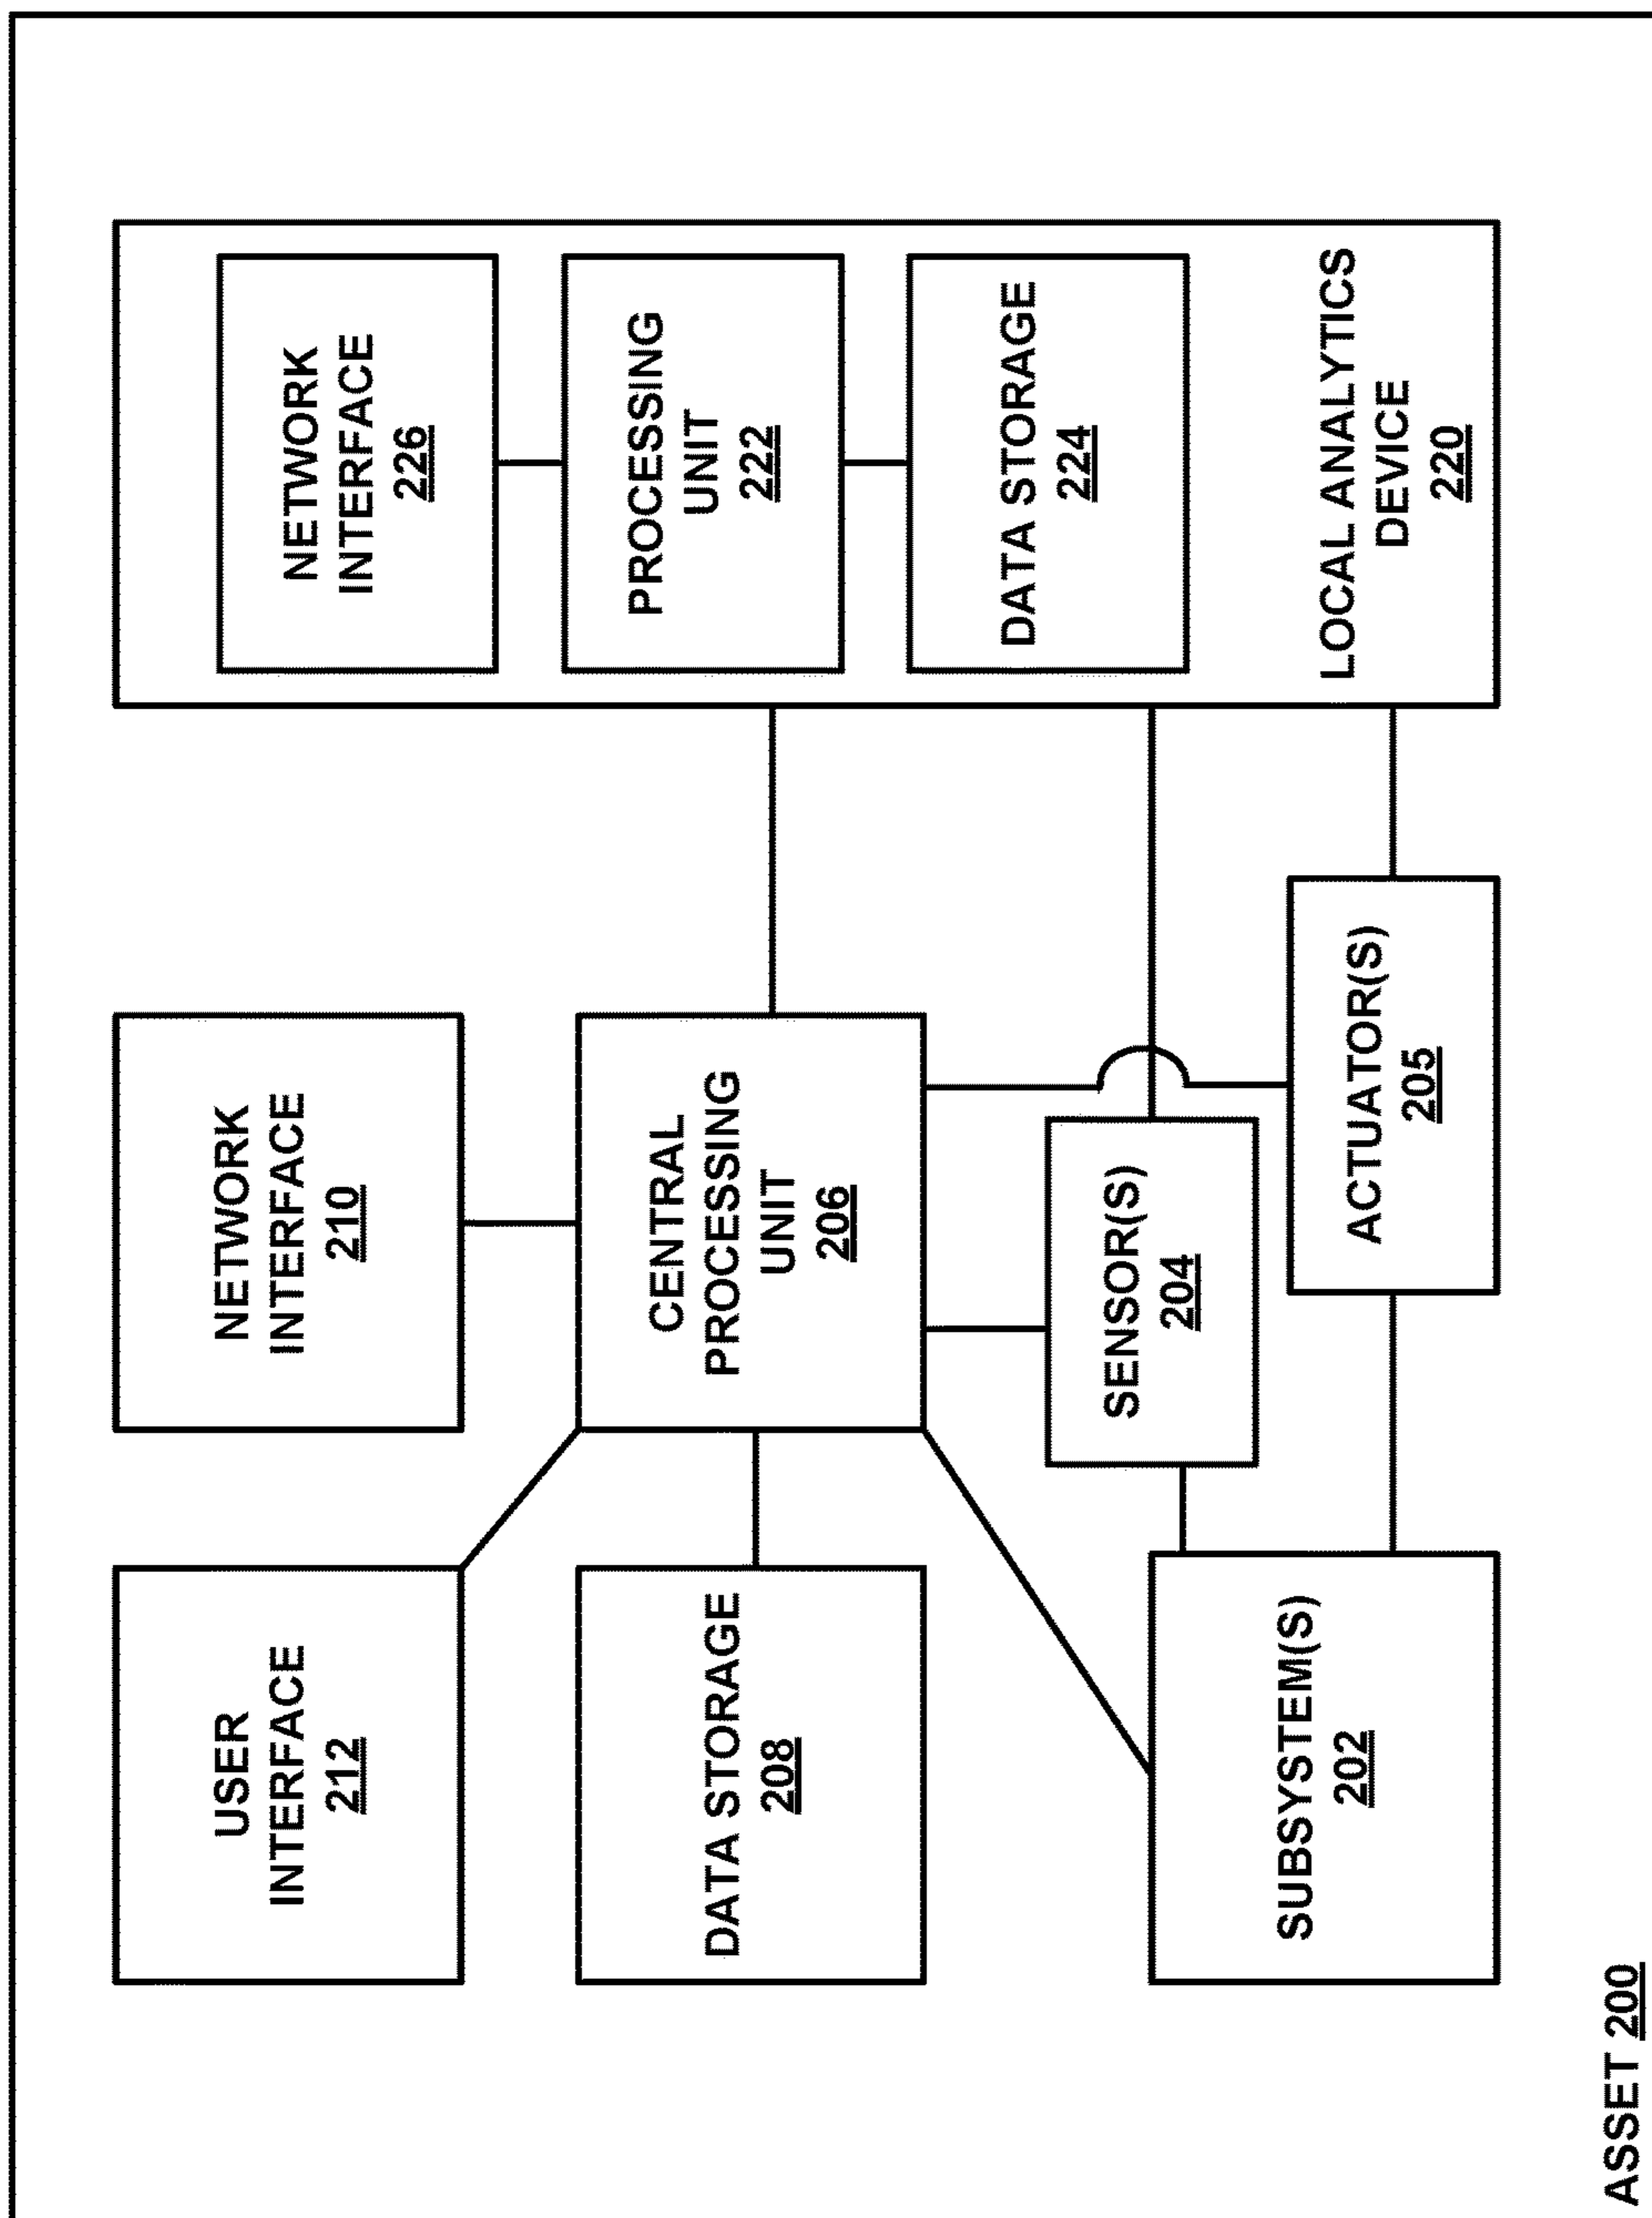 USER
INTERFACE
212
NETWORK
INTERFACE
210
NETWORK
INTERFACE
226
DATA STORAGE
208
CENTRAL
PROCESSING
UNIT
206
PROCESSING
UNIT
222
DATA STORAGE
224
SENSOR(S)
204
SUBSYSTEM(S)
202
ACTUATOR(S)
205
LOCAL ANALYTICS
DEVICE
220
ASSET 200